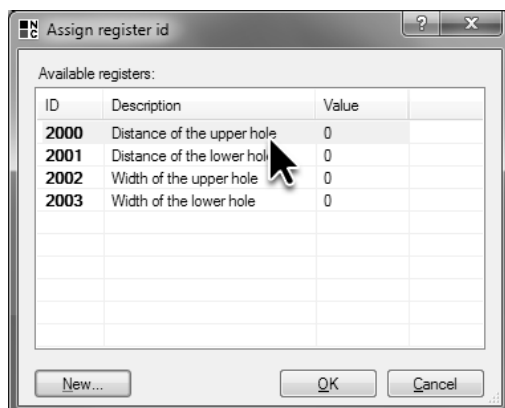 Assign register id
Available registers:
ID Description Value
2000 Distance of the upper hole 0
2001 Distance of the lower hole 0
2002 Width of the upper hole 0
2003 Width of the lower hole 0
New... OK Cancel